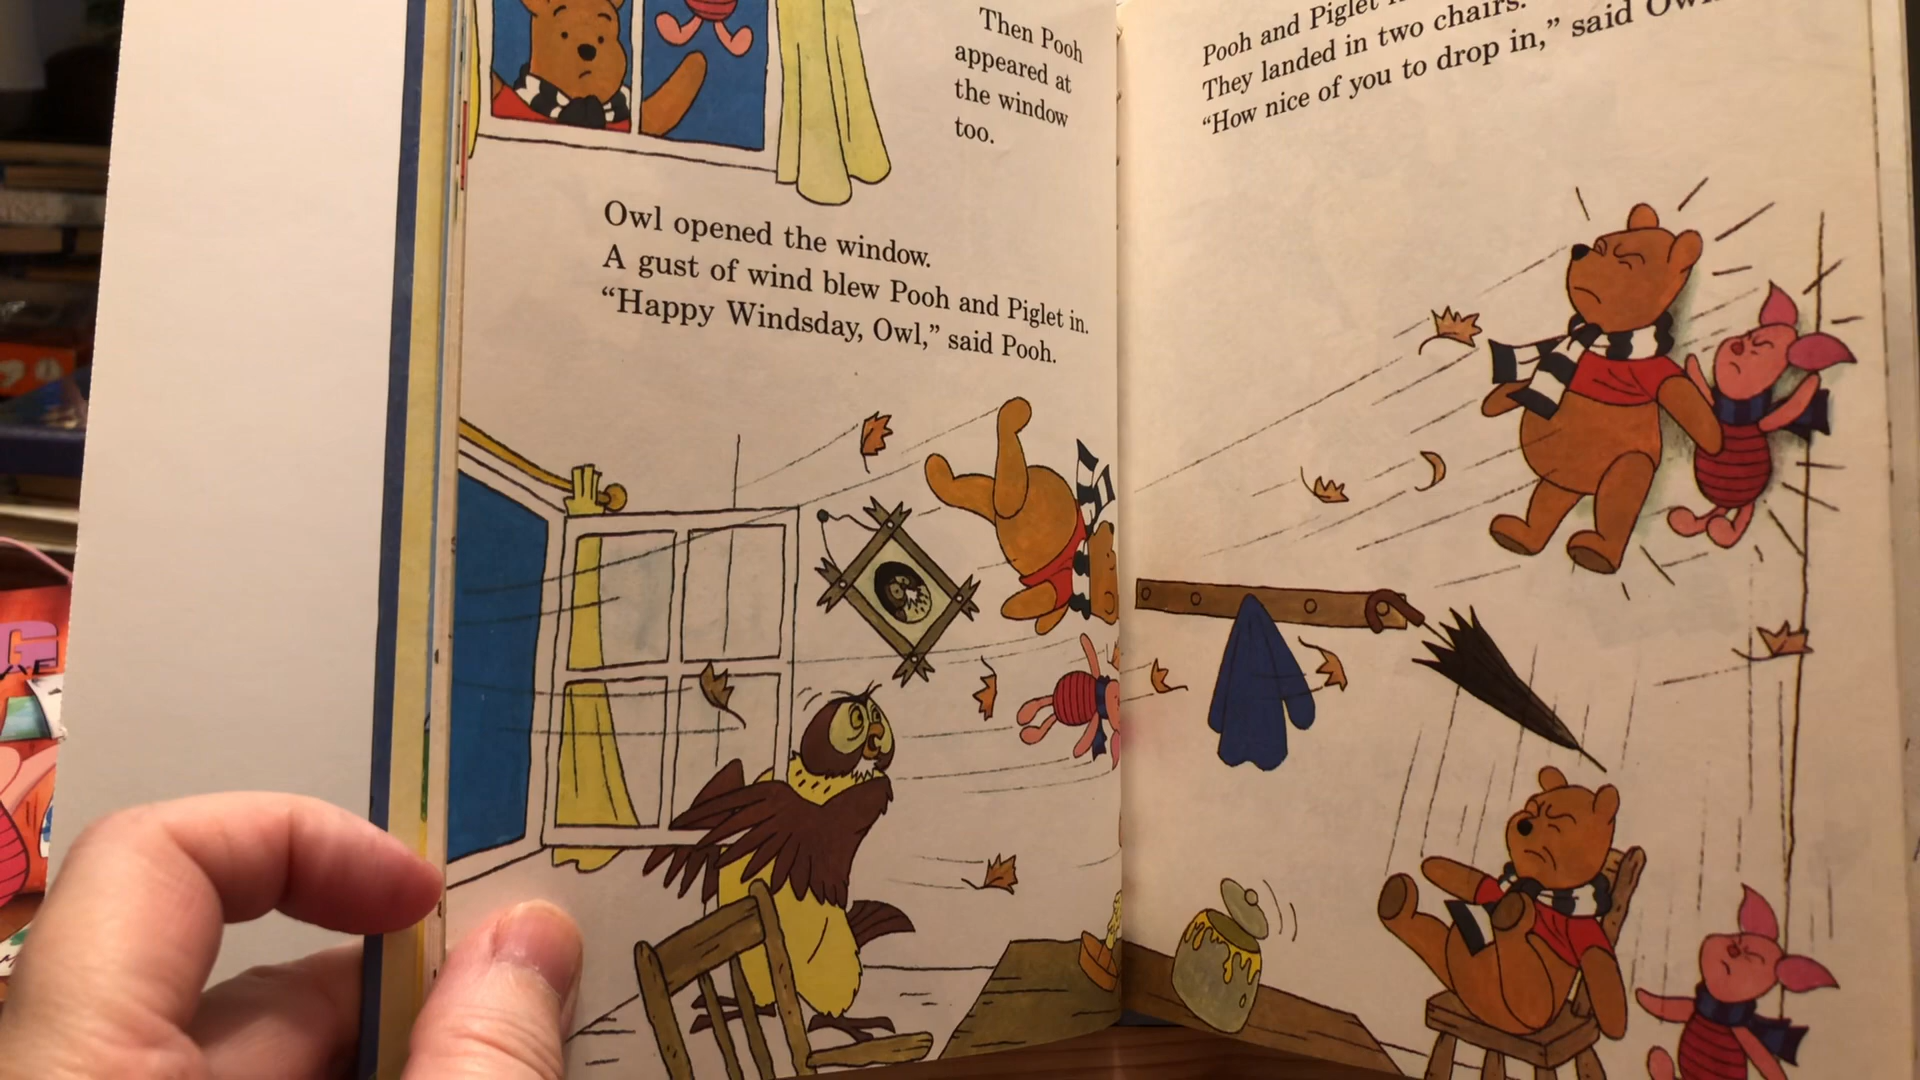 Then Pooh
appeared at
the window
too.
Owl opened the window.
A gust of wind blew Pooh and Piglet in.
“Happy Windsday, Owl,” said Pooh.
Pooh and Piglet
They landed in two chairs.
“How nice of you to drop in,” said Owl.
G